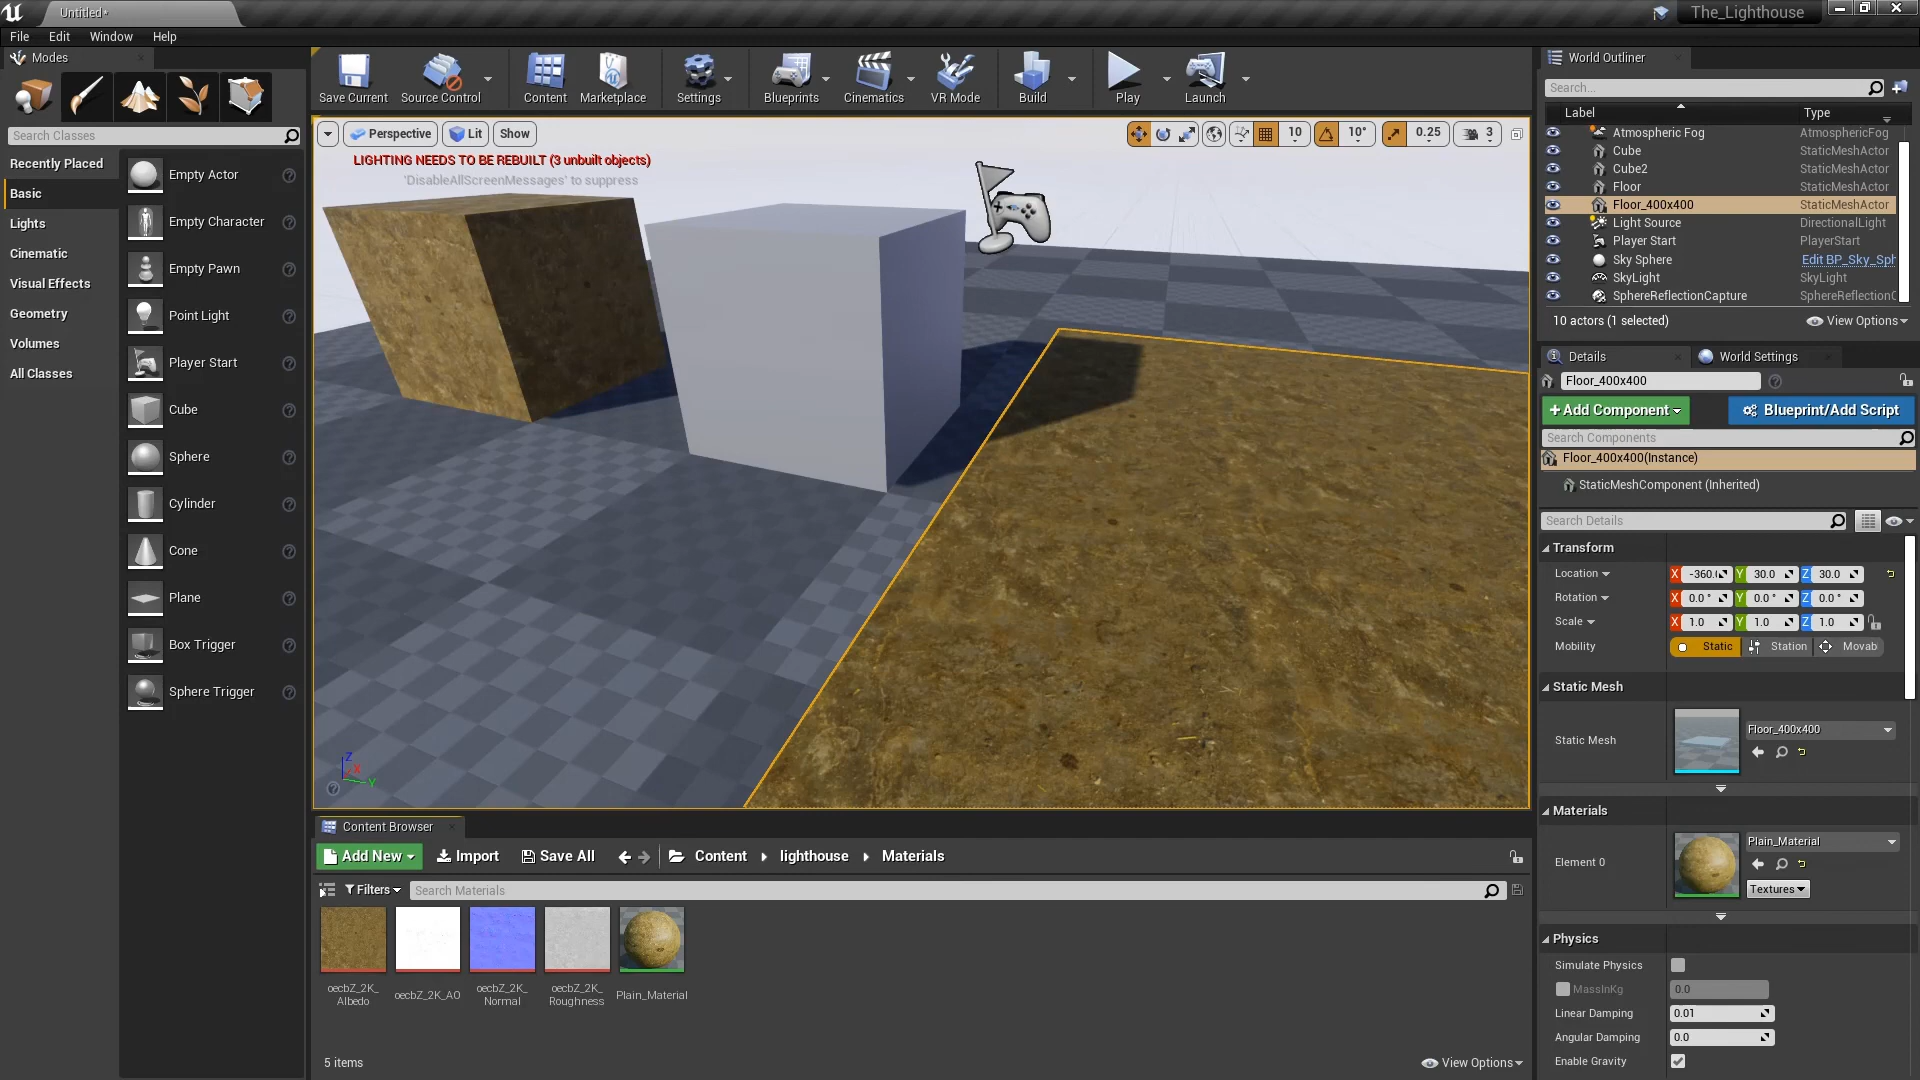 Untitled*
The_Lighthouse
File Edit Window Help
Modes
Search Classes
Recently Placed
Basic
Lights
Cinematic
Visual Effects
Geometry
Volumes
All Classes
Empty Actor
Empty Character
Empty Pawn
Point Light
Player Start
Cube
Sphere
Cylinder
Cone
Plane
Box Trigger
Sphere Trigger
Save Current Source Control Content Marketplace Settings Blueprints Cinematics VR Mode Build Play Launch
Perspective Lit Show
10 10° 0.25 3
LIGHTING NEEDS TO BE REBUILT (3 unbuilt objects)
'DisableAllScreenMessages' to suppress
Z
X
Y
Content Browser
Add New Import Save All Content lighthouse Materials
Filters Search Materials
oecbZ_2K_
Albedo
oecbZ_2K_AO
oecbZ_2K_
Normal
oecbZ_2K_
Roughness
Plain_Material
5 items
View Options
World Outliner
Search...
Label Type
Atmospheric Fog AtmosphericFog
Cube StaticMeshActor
Cube2 StaticMeshActor
Floor StaticMeshActor
Floor_400x400 StaticMeshActor
Light Source DirectionalLight
Player Start PlayerStart
Sky Sphere Edit BP_Sky_Sph
SkyLight SkyLight
SphereReflectionCapture SphereReflectionC
10 actors (1 selected) View Options
Details World Settings
Floor_400x400
+Add Component Blueprint/Add Script
Search Components
Floor_400x400(Instance)
StaticMeshComponent (Inherited)
Search Details
Transform
Location X -360.( Y 30.0 Z 30.0
Rotation X 0.0 ° Y 0.0 ° Z 0.0 °
Scale X 1.0 Y 1.0 Z 1.0
Mobility Static Station Movab
Static Mesh
Static Mesh Floor_400x400
Materials
Element 0 Plain_Material
Textures
Physics
Simulate Physics
MassInKg 0.0
Linear Damping 0.01
Angular Damping 0.0
Enable Gravity